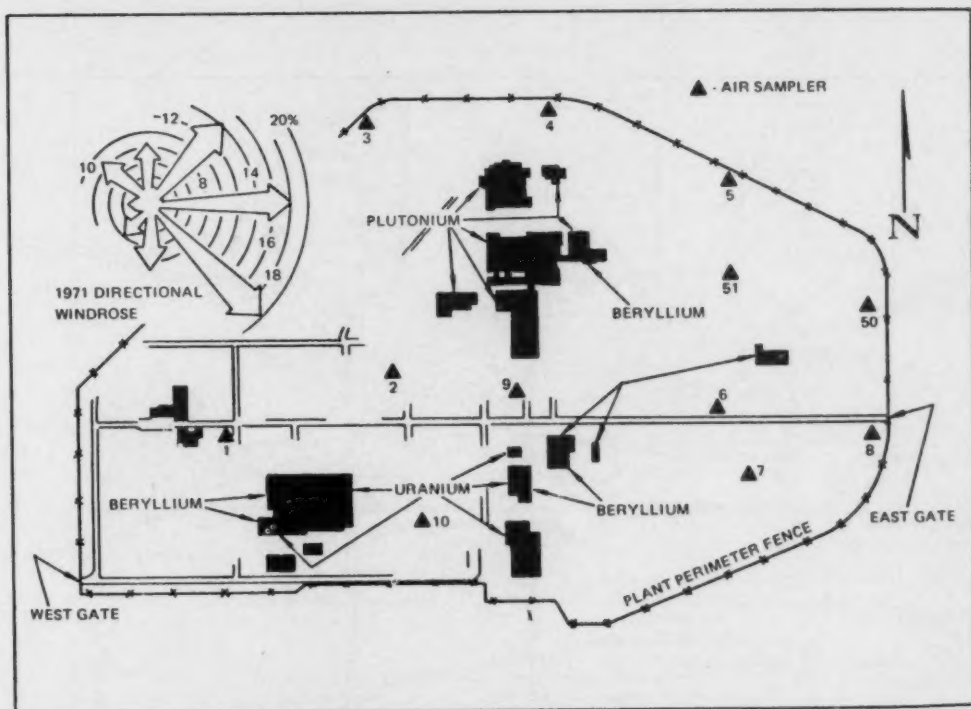 - AIR SAMPLER
20%
~12
14
10
8
16
18
1971 DIRECTIONAL
WINDROSE
3
4
5
N
PLUTONIUM
51
50
BERYLLIUM
2
9
6
1
8
7
BERYLLIUM
URANIUM
BERYLLIUM
10
EAST GATE
PLANT PERIMETER FENCE
WEST GATE